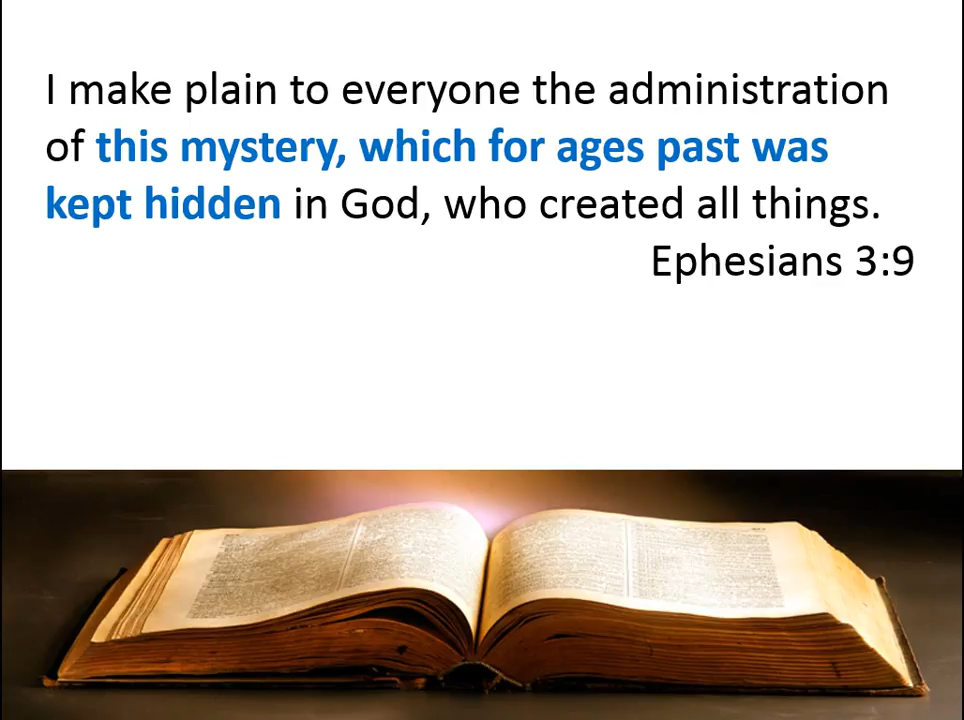 I make plain to everyone the administration
of this mystery, which for ages past was
kept hidden in God, who created all things.
Ephesians 3:9